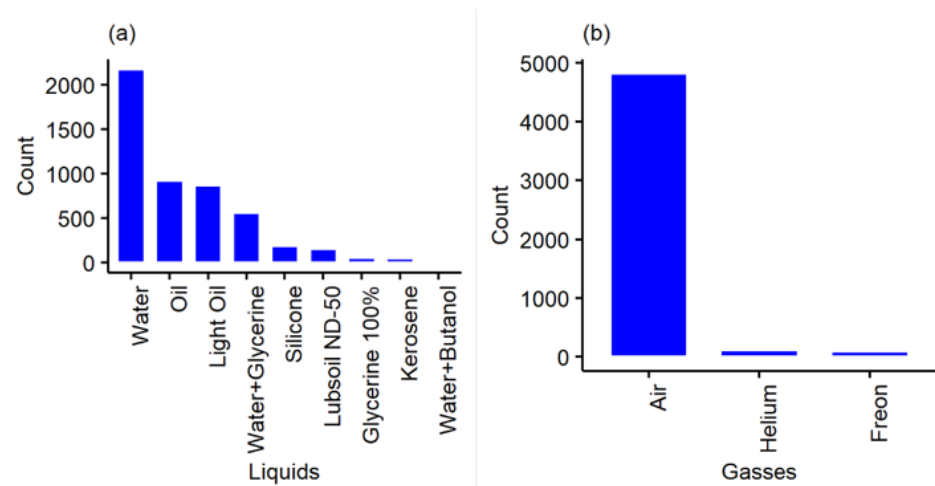 (a)
Count
2000
1500
1000
500
0
Water
Oil
Light Oil
Water+Glycerine
Silicone
Lubsoil ND-50
Glycerine 100%
Kerosene
Water+Butanol
Liquids
(b)
Count
5000
4000
3000
2000
1000
0
Air
Helium
Freon
Gasses